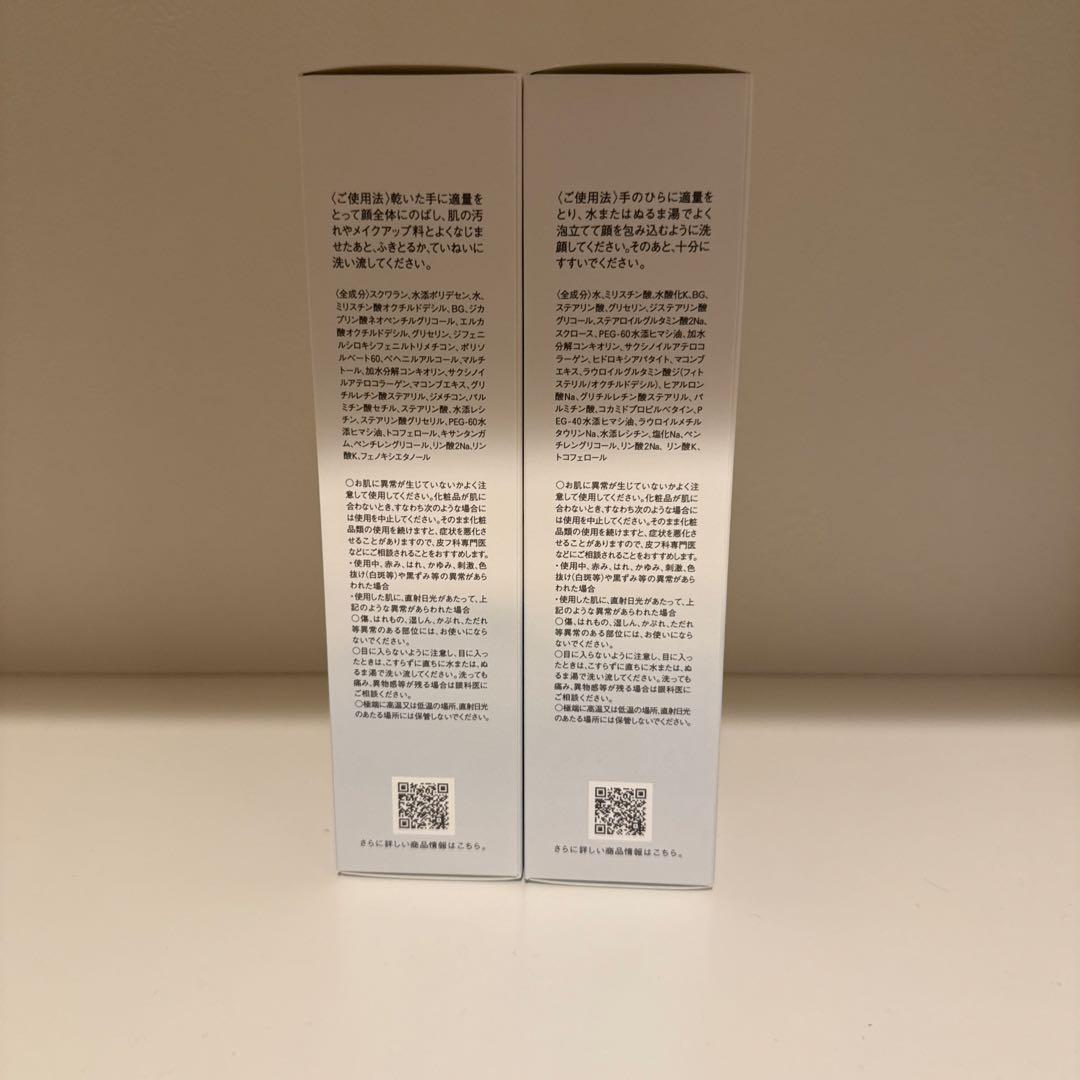 〈ご使用法〉乾いた手に適量を
とって顔全体にのばし、肌の汚
れやメイクアップ料とよくなじま
せたあと、ふきとるか、ていねいに
洗い流してください。
〈全成分〉スクワラン、水添ポリデセン、水、
ミリスチン酸オクチルドデシル、BG、ジカ
プリン酸ネオペンチルグリコール、エルカ
酸オクチルドデシル、グリセリン、ジフェニ
ルシロキシフェニルトリメチコン、ポリソ
ルベート60、ベヘニルアルコール、マルチ
トール、加水分解コンキオリン、サクシノイ
ルアテロコラーゲン、マコンブエキス、グリ
チルレチン酸ステアリル、ジメチコン、パル
ミチン酸セチル、ステアリン酸、水添レシ
チン、ステアリン酸グリセリル、PEG-60水
添ヒマシ油、トコフェロール、キサンタンガ
ム、ペンチレングリコール、リン酸2Na、リン
酸K、フェノキシエタノール
○お肌に異常が生じていないかよく注
意して使用してください。化粧品が肌に
合わないとき、すなわち次のような場合に
は使用を中止してください。そのまま化粧
品類の使用を続けますと、症状を悪化さ
せることがありますので、皮フ科専門医
などにご相談されることをおすすめします。
・使用中、赤み、はれ、かゆみ、刺激、色
抜け(白斑等)や黒ずみ等の異常があら
われた場合
・使用した肌に、直射日光があたって、上
記のような異常があらわれた場合
○傷、はれもの、湿しん、かぶれ、ただれ
等異常のある部位には、お使いになら
ないでください。
○目に入らないように注意し、目に入っ
たときは、こすらずに直ちに水または、ぬ
るま湯で洗い流してください。洗っても
痛み、異物感等が残る場合は眼科医に
ご相談ください。
○極端に高温又は低温の場所、直射日光
のあたる場所には保管しないでください。
さらに詳しい商品情報はこちら。
〈ご使用法〉手のひらに適量を
とり、水またはぬるま湯でよく
泡立てて顔を包み込むように洗
顔してください。そのあと、十分に
すすいでください。
〈全成分〉水、ミリスチン酸、水酸化K、BG、
ステアリン酸、グリセリン、ジステアリン酸
グリコール、ステアロイルグルタミン酸2Na、
スクロース、PEG-60水添ヒマシ油、加水
分解コンキオリン、サクシノイルアテロコ
ラーゲン、ヒドロキシアパタイト、マコンブ
エキス、ラウロイルグルタミン酸ジ(フィト
ステリル/オクチルドデシル)、ヒアルロン
酸Na、グリチルレチン酸ステアリル、パ
ルミチン酸、コカミドプロピルベタイン、P
EG-40水添ヒマシ油、ラウロイルメチル
タウリンNa、水添レシチン、塩化Na、ペン
チレングリコール、リン酸2Na、リン酸K、
トコフェロール
○お肌に異常が生じていないかよく注
意して使用してください。化粧品が肌に
合わないとき、すなわち次のような場合に
は使用を中止してください。そのまま化粧
品類の使用を続けますと、症状を悪化さ
せることがありますので、皮フ科専門医
などにご相談されることをおすすめします。
・使用中、赤み、はれ、かゆみ、刺激、色
抜け(白斑等)や黒ずみ等の異常があら
われた場合
・使用した肌に、直射日光があたって、上
記のような異常があらわれた場合
○傷、はれもの、湿しん、かぶれ、ただれ
等異常のある部位には、お使いになら
ないでください。
○目に入らないように注意し、目に入っ
たときは、こすらずに直ちに水または、ぬ
るま湯で洗い流してください。洗っても
痛み、異物感等が残る場合は眼科医に
ご相談ください。
○極端に高温又は低温の場所、直射日光
のあたる場所には保管しないでください。
さらに詳しい商品情報はこちら。